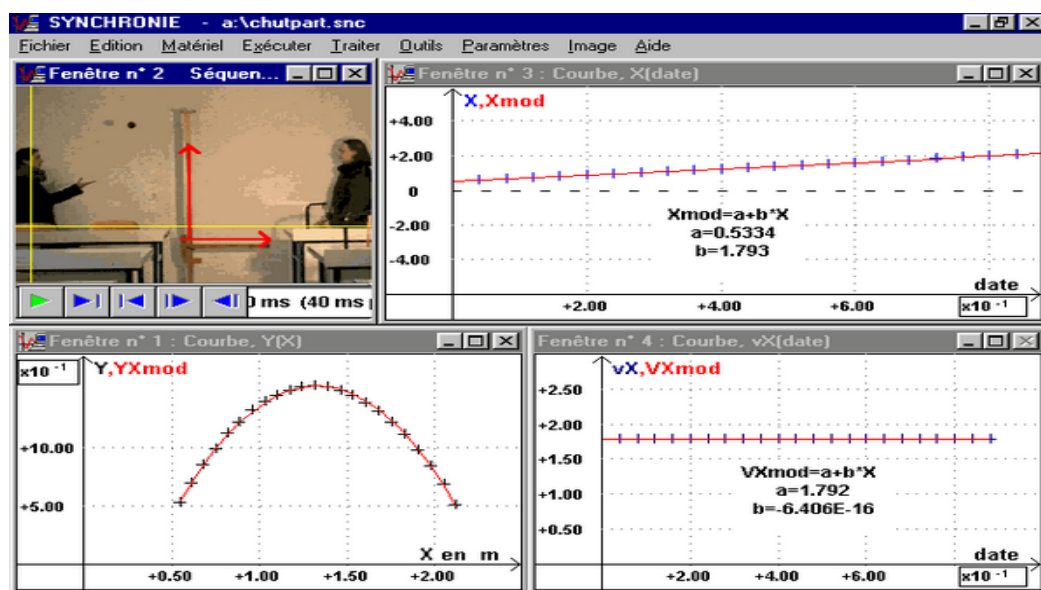 SYNCHRONIE - a:\chutpart.snc
Fichier Edition Matériel Exécuter Traiter Outils Paramètres Image Aide
Fenêtre n° 2 Séquen...
0 ms (40 ms
Fenêtre n° 3 : Courbe, X(date)
X,Xmod
+4.00
+2.00
0
-2.00
-4.00
Xmod=a+b*X
a=0.5334
b=1.793
date
+2.00 +4.00 +6.00 x10 -1
Fenêtre n° 1 : Courbe, Y(X)
x10 -1
Y,YXmod
+10.00
+5.00
X en m
+0.50 +1.00 +1.50 +2.00
Fenêtre n° 4 : Courbe, vX(date)
vX,VXmod
+2.50
+2.00
+1.50
+1.00
+0.50
VXmod=a+b*X
a=1.792
b=-6.406E-16
date
+2.00 +4.00 +6.00 x10 -1